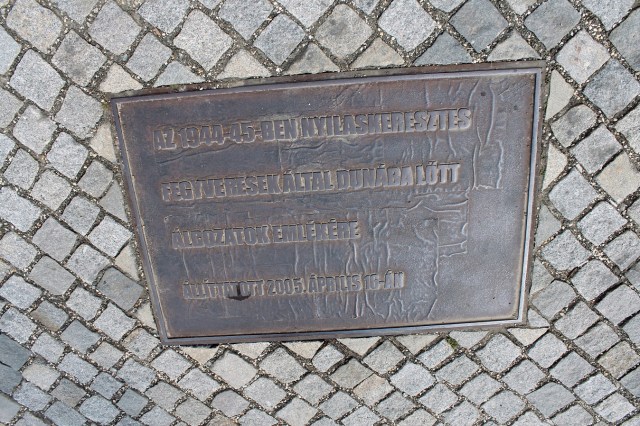 AZ 1944-45-BEN NYILASKERESZTES
FEGYVERESEK ÁLTAL DUNÁBA LŐTT
ÁLDOZATOK EMLÉKÉRE
ÁLLÍTTATOTT 2005. ÁPRILIS 16-ÁN